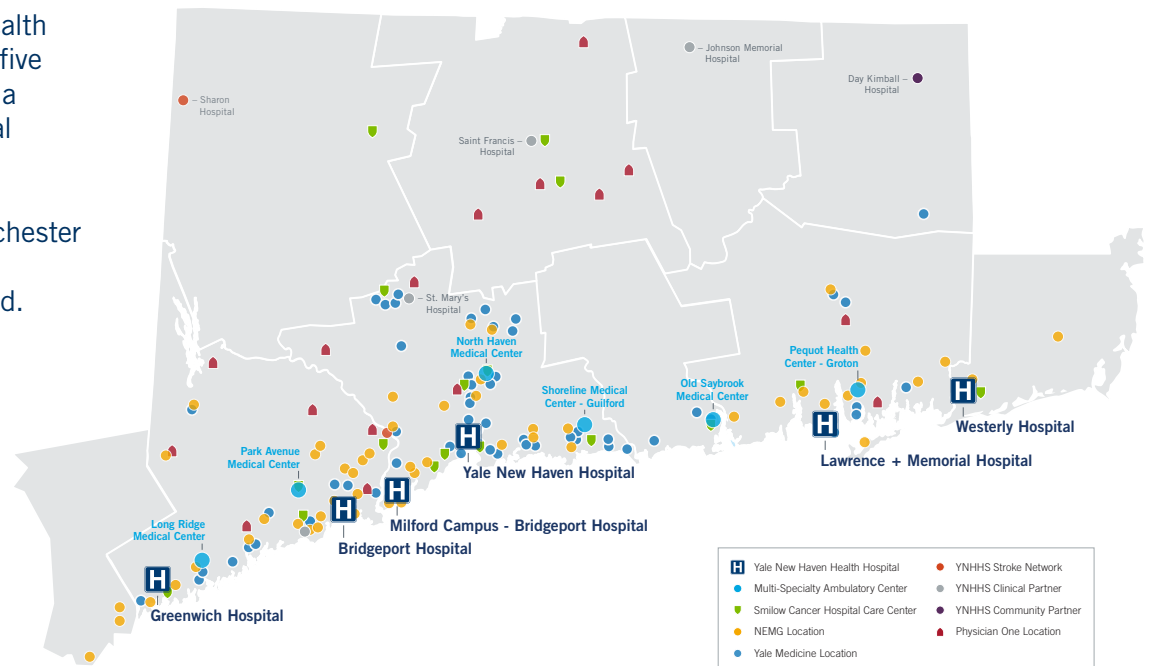 ealth
five
a
al
chester
d.
– Johnson Memorial
Hospital
Day Kimball –
Hospital
– Sharon
Hospital
Saint Francis –
Hospital
– St. Mary's
Hospital
North Haven
Medical Center
Pequot Health
Center - Groton
Shoreline Medical
Center - Guilford
Old Saybrook
Medical Center
H
Westerly Hospital
H
Lawrence + Memorial Hospital
H
Yale New Haven Hospital
Park Avenue
Medical Center
H
Milford Campus - Bridgeport Hospital
H
Bridgeport Hospital
Long Ridge
Medical Center
H
Greenwich Hospital
H Yale New Haven Health Hospital
Multi-Specialty Ambulatory Center
Smilow Cancer Hospital Care Center
NEMG Location
Yale Medicine Location
YNHHS Stroke Network
YNHHS Clinical Partner
YNHHS Community Partner
Physician One Location